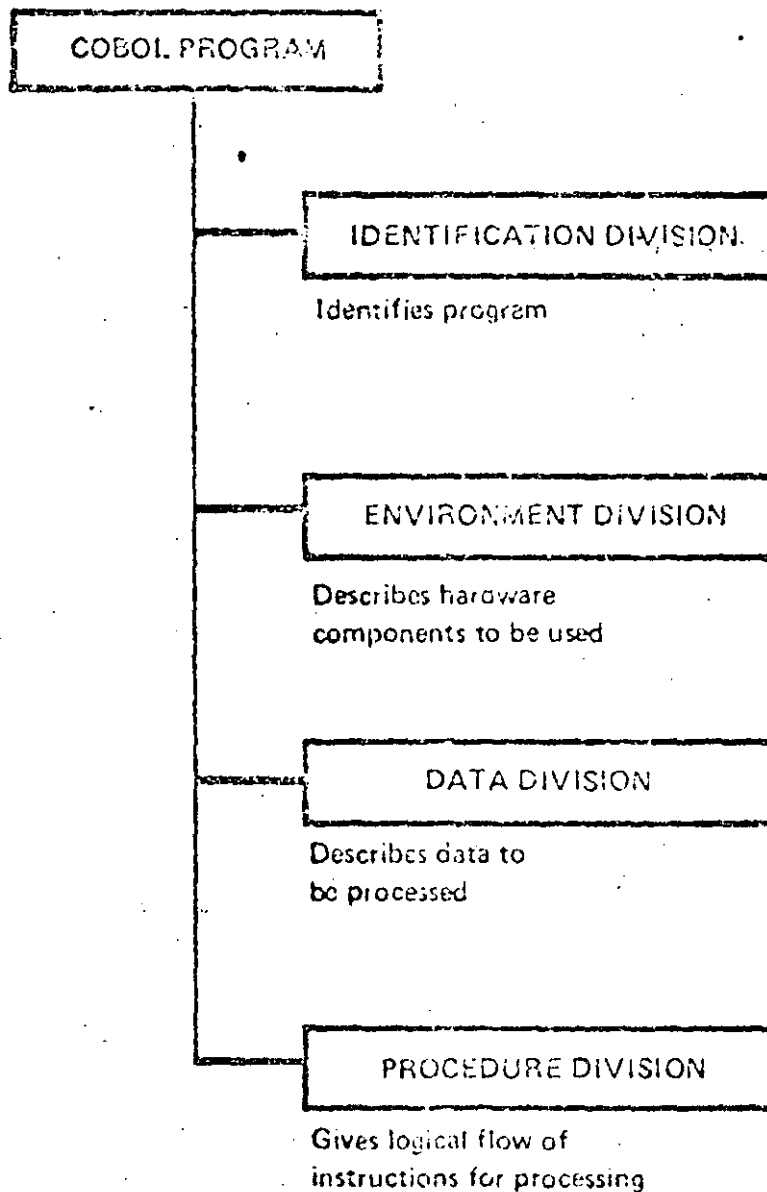 COBOL PROGRAM
IDENTIFICATION DIVISION
Identifies program
ENVIRONMENT DIVISION
Describes hardware
components to be used
DATA DIVISION
Describes data to
be processed
PROCEDURE DIVISION
Gives logical flow of
instructions for processing